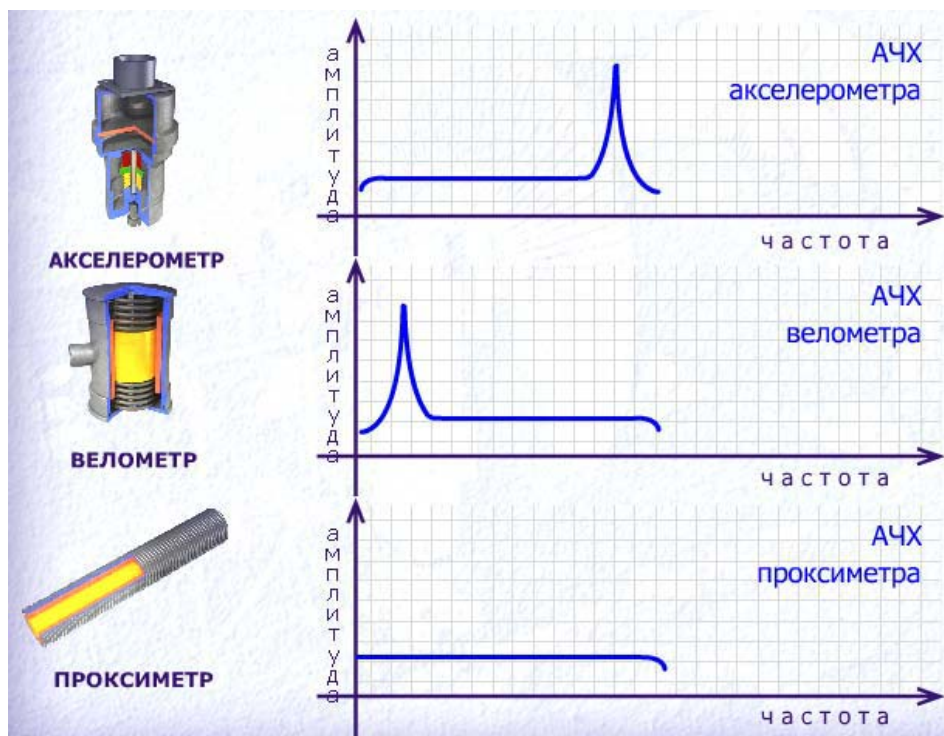 амплитуда
АЧХ
акселерометра
частота
АКСЕЛЕРОМЕТР
амплитуда
АЧХ
велометра
частота
ВЕЛОМЕТР
амплитуда
АЧХ
проксиметра
частота
ПРОКСИМЕТР